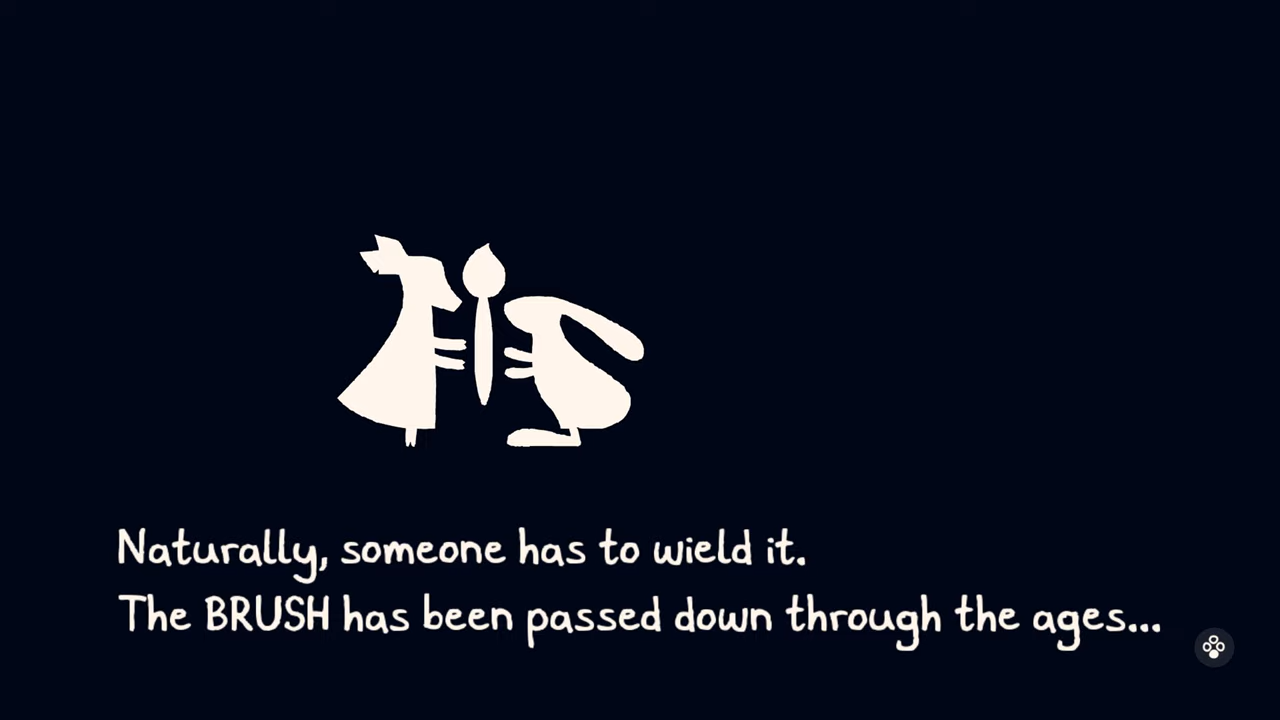 Naturally, someone has to wield it.
The BRUSH has been passed down through the ages...